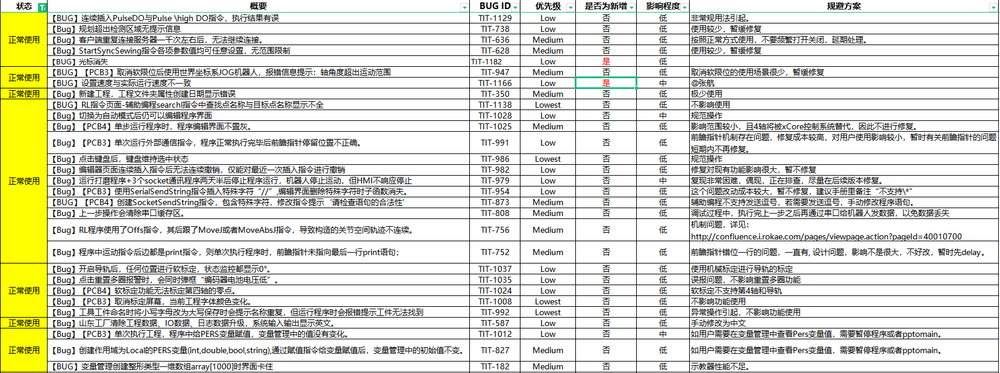 状态 概要 BUG ID 优先级 是否为新增 影响程度 规避方案
正常使用
【BUG】连续插入PulseDO与Pulse \high DO指令，执行结果有误 TIT-1129 Low 否 低 非常规用法引起。
【Bug】规划超出检测区域无提示信息 TIT-738 Low 否 低 使用较少，暂缓修复
【Bug】客户端重复连接服务器一千次左右后，无法继续连接。 TIT-636 Medium 否 低 按照正常方式使用，不要频繁打开关闭，延期处理。
【Bug】StartSyncSewing指令各项参数值均可任意设置，无范围限制 TIT-628 Medium 否 低 使用较少，暂缓修复
【BUG】光标消失 TIT-1182 Low 是 低
正常使用
【BUG】【PCB3】取消软限位后使用世界坐标系JOG机器人，报错信息提示：轴角度超出运动范围 TIT-947 Medium 否 低 取消软限位的使用场景很少，暂缓修复
【BUG】设置速度与实际运行速度不一致 TIT-1166 Low 是 中 @张航
正常使用 【Bug】新建工程，工程文件夹属性创建日期显示错误 TIT-350 Medium 否 低 极少使用
正常使用
【BUG】RL指令页面-辅助编程searchl指令中查找点名称与目标点名称显示不全 TIT-1138 Lowest 否 低 不影响使用
【Bug】切换为自动模式后仍可以编辑程序界面 TIT-1028 Low 否 中 规范操作
【Bug】【PCB4】单步运行程序时，程序编辑界面不置灰。 TIT-1025 Medium 否 低 影响范围较小，且4轴将被xCore控制系统替代，因此不进行修复。
【Bug】【PCB3】单次运行外部通信指令，程序正常执行完毕后前瞻指针停留位置不正确。 TIT-991 Low 否 低 前瞻指针机制存在问题，修复成本较高，对用户使用影响较小，暂时有关前瞻指针的问题
短期内不再修复。
【Bug】点击键盘后，键盘维持选中状态 TIT-986 Lowest 否 低 规范操作
【Bug】编辑器页面连续插入指令后无法连续撤销，仅能对最近一次插入指令进行撤销 TIT-982 Low 否 低 修复对现有功能影响很大，暂不修复
【Bug】运行打磨程序+3个socket通讯程序两天半后停止程序运行，机器人停止运动，但HMI不响应停止 TIT-979 Low 否 中 复现非常困难，偶现，正在排查，尽量在后续版本修复。
【Bug】【PCB3】使用SerialSendString指令插入特殊字符“//”,编辑界面删除特殊字符时子函数消失。 TIT-954 Low 否 低 这个问题改动成本较大，暂不修复，建议手册里备注“不支持\*”
【BUG】【PCB4】创建SocketSendString指令，包含特殊字符，修改指令提示‘请检查语句的合法性’ TIT-873 Medium 否 低 辅助编程不支持发送逗号，若需要发送逗号，手动修改程序语句。
【Bug】上一步操作会清除串口缓存区。 TIT-808 Medium 否 低 调试过程中，执行完上一步之后再通过串口给机器人发数据，以免数据丢失
【Bug】RL程序使用了Offs指令，其后跟了MoveJ或者MoveAbsJ指令，导致构造的关节空间轨迹不连续。 TIT-756 Medium 否 低 机制问题，详见：
http://confluence.i.rokae.com/pages/viewpage.action?pageId=40010700
【Bug】程序中运动指令后边都是print指令，则单次执行程序时，前瞻指针未指向最后一行print语句； TIT-752 Medium 否 低 前瞻指针错位一行的问题，一直有, 设计问题，影响不是很大，不好改，暂时先delay。
正常使用
【Bug】开启导轨后，任何位置进行软标定，状态监控都显示0°。 TIT-1037 Low 否 低 使用机械标定进行导轨的标定
【Bug】点击重置多圈报警时，会同时弹框“编码器电池电压低”。 TIT-1035 Low 否 低 误报问题，不影响重置多圈功能
【Bug】【PCB4】软标定功能无法标定第四轴的零点。 TIT-1024 Low 否 低 软标定不支持第4轴和导轨
【Bug】【PCB3】取消标定屏幕，当前工程字体颜色变化。 TIT-1008 Lowest 否 低 不影响功能使用
【Bug】工具工件命名时将小写字母改为大写保存时会提示名称重复，但运行程序时会报错提示工件无法找到 TIT-992 Lowest 否 低 异常操作引起，不影响功能使用
正常使用 【Bug】山东工厂清除工程数据、IO数据、日志数据升级，系统输入输出显示英文。 TIT-587 Low 否 低 手动修改为中文
正常使用
【Bug】【PCB3】单次执行工程，程序中给PERS变量赋值，变量管理中的值没有变化。 TIT-1012 Low 否 中 如用户需要在变量管理中查看Pers变量值，需要暂停程序或者pptomain。
【Bug】创建作用域为Local的PERS变量(int,double,bool,string),通过赋值指令给变量赋值后，变量管理中的初始值不变。 TIT-827 Medium 否 低 如用户需要在变量管理中查看Pers变量值，需要暂停程序或者pptomain。
【BUG】变量管理创建整形类型一维数组array[1000]时界面卡住 TIT-182 Medium 否 低 示教器性能不足。